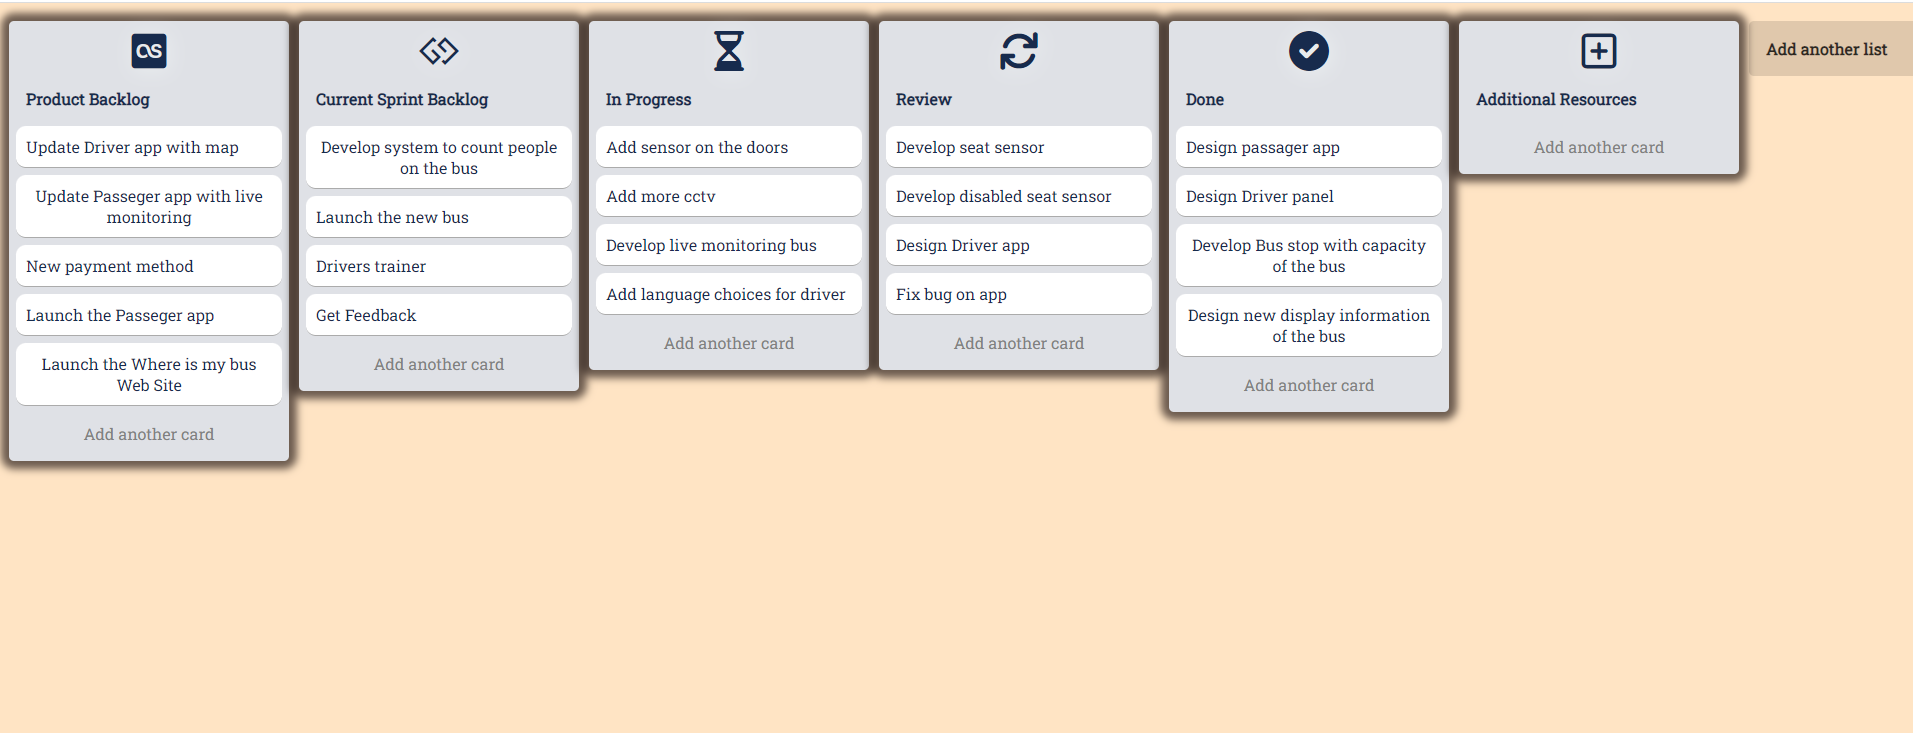 Product Backlog
Update Driver app with map
Update Passeger app with live
monitoring
New payment method
Launch the Passeger app
Launch the Where is my bus
Web Site
Add another card
Current Sprint Backlog
Develop system to count people
on the bus
Launch the new bus
Drivers trainer
Get Feedback
Add another card
In Progress
Add sensor on the doors
Add more cctv
Develop live monitoring bus
Add language choices for driver
Add another card
Review
Develop seat sensor
Develop disabled seat sensor
Design Driver app
Fix bug on app
Add another card
Done
Design passager app
Design Driver panel
Develop Bus stop with capacity
of the bus
Design new display information
of the bus
Add another card
Additional Resources
Add another card
Add another list